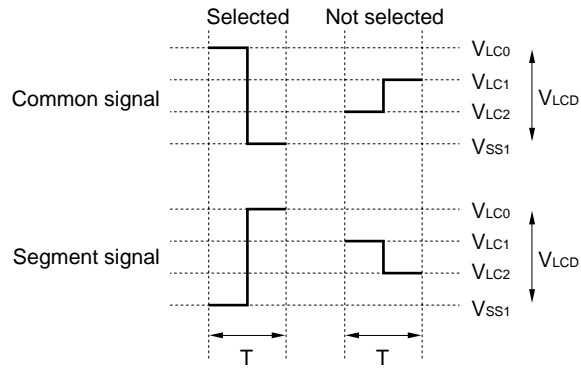 Selected Not selected
Common signal
VLC0
VLC1
VLC2
VSS1
VLCD
Segment signal
VLC0
VLC1
VLC2
VSS1
VLCD
T T